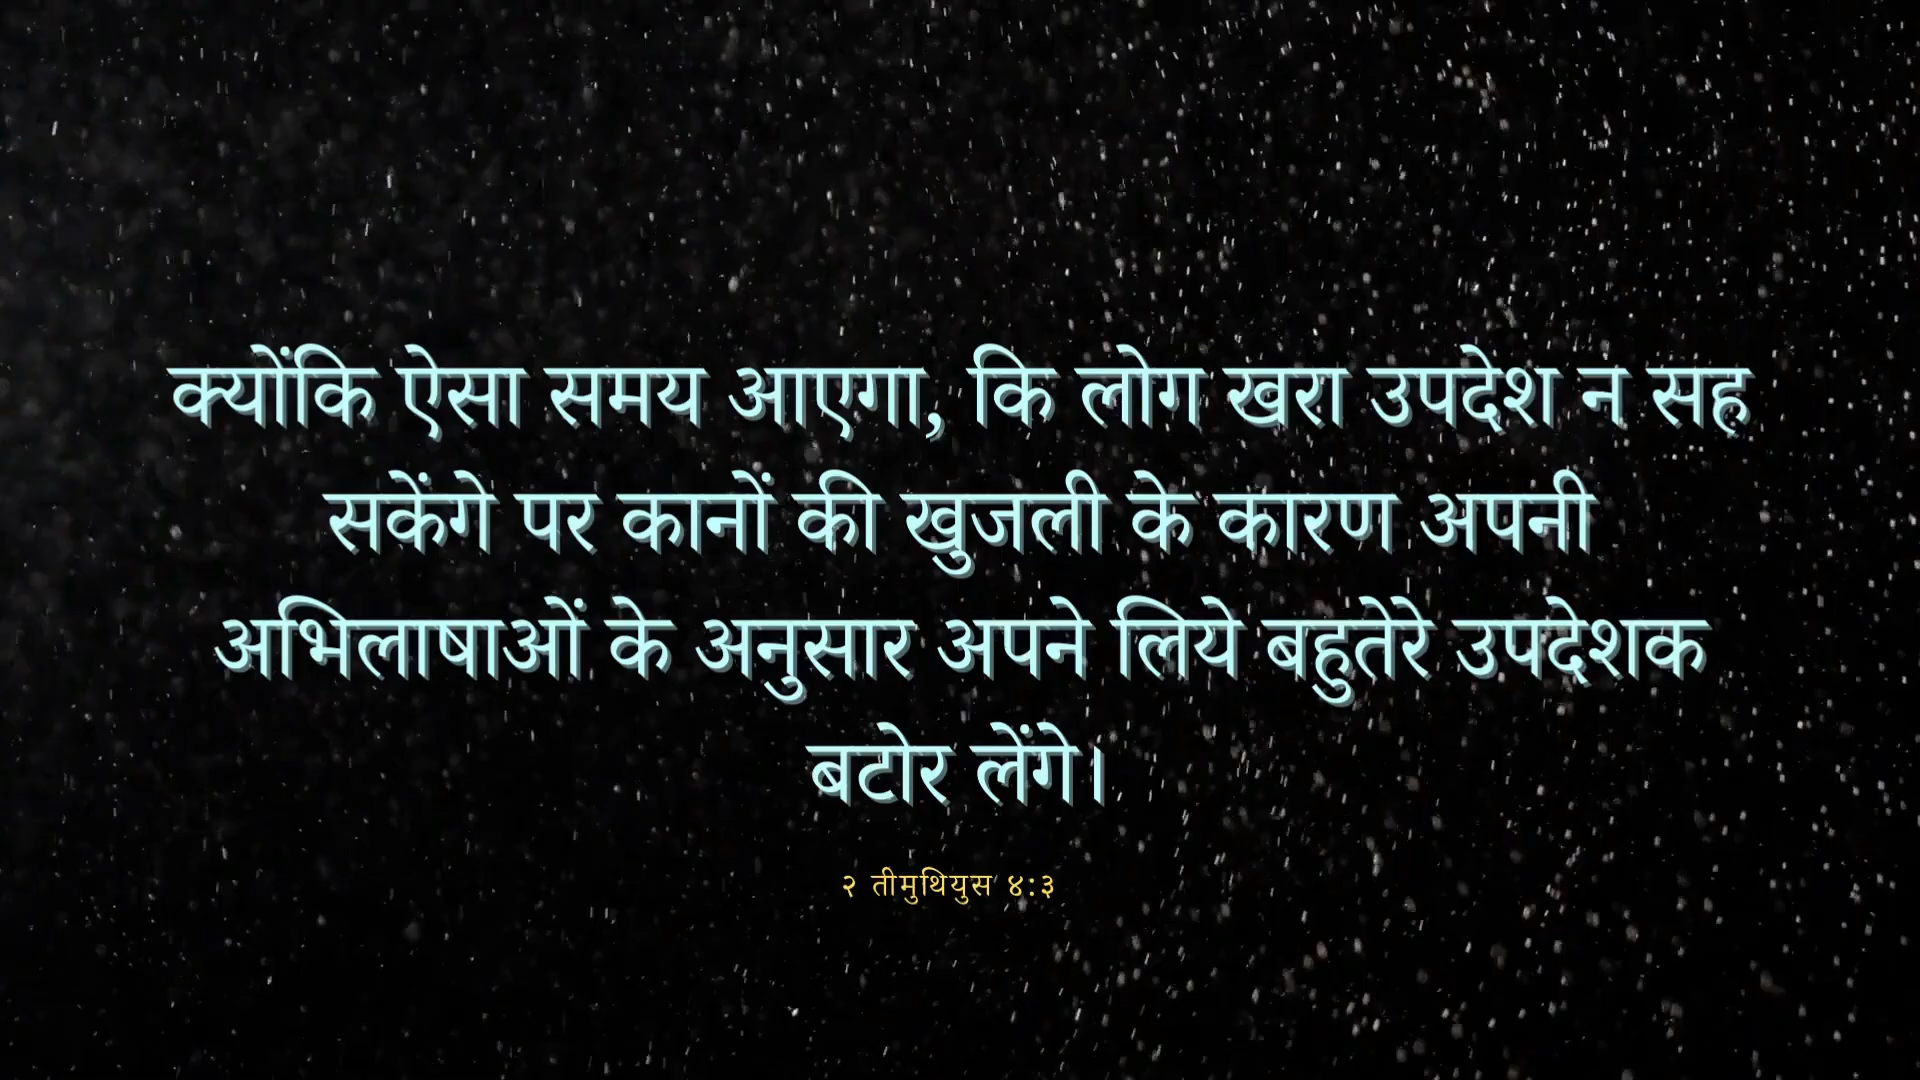 क्योंकि ऐसा समय आएगा, कि लोग खरा उपदेश न सह
सकेंगे पर कानों की खुजली के कारण अपनी
अभिलाषाओं के अनुसार अपने लिये बहुतेरे उपदेशक
बटोर लेंगे।
२ तीमुथियुस ४:३